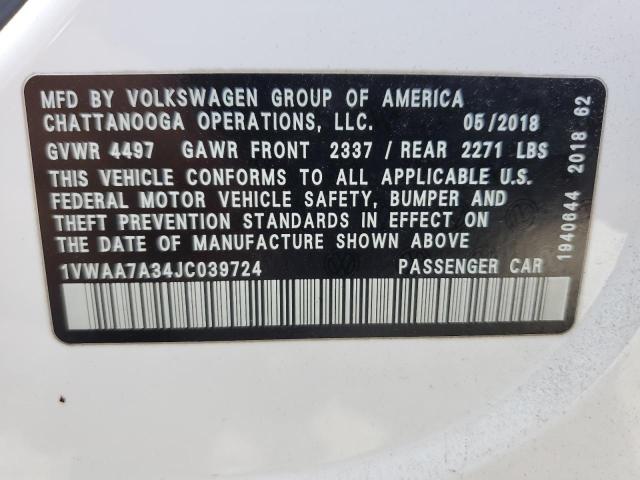 MFD BY VOLKSWAGEN GROUP OF AMERICA
CHATTANOOGA OPERATIONS, LLC. 05/2018
GVWR 4497 GAWR FRONT 2337/REAR 2271 LBS
THIS VEHICLE CONFORMS TO ALL APPLICABLE U.S.
FEDERAL MOTOR VEHICLE SAFETY, BUMPER AND
THEFT PREVENTION STANDARDS IN EFFECT ON
THE DATE OF MANUFACTURE SHOWN ABOVE.
1VWAA7A34JC039724 PASSENGER CAR
1940644 2018 62